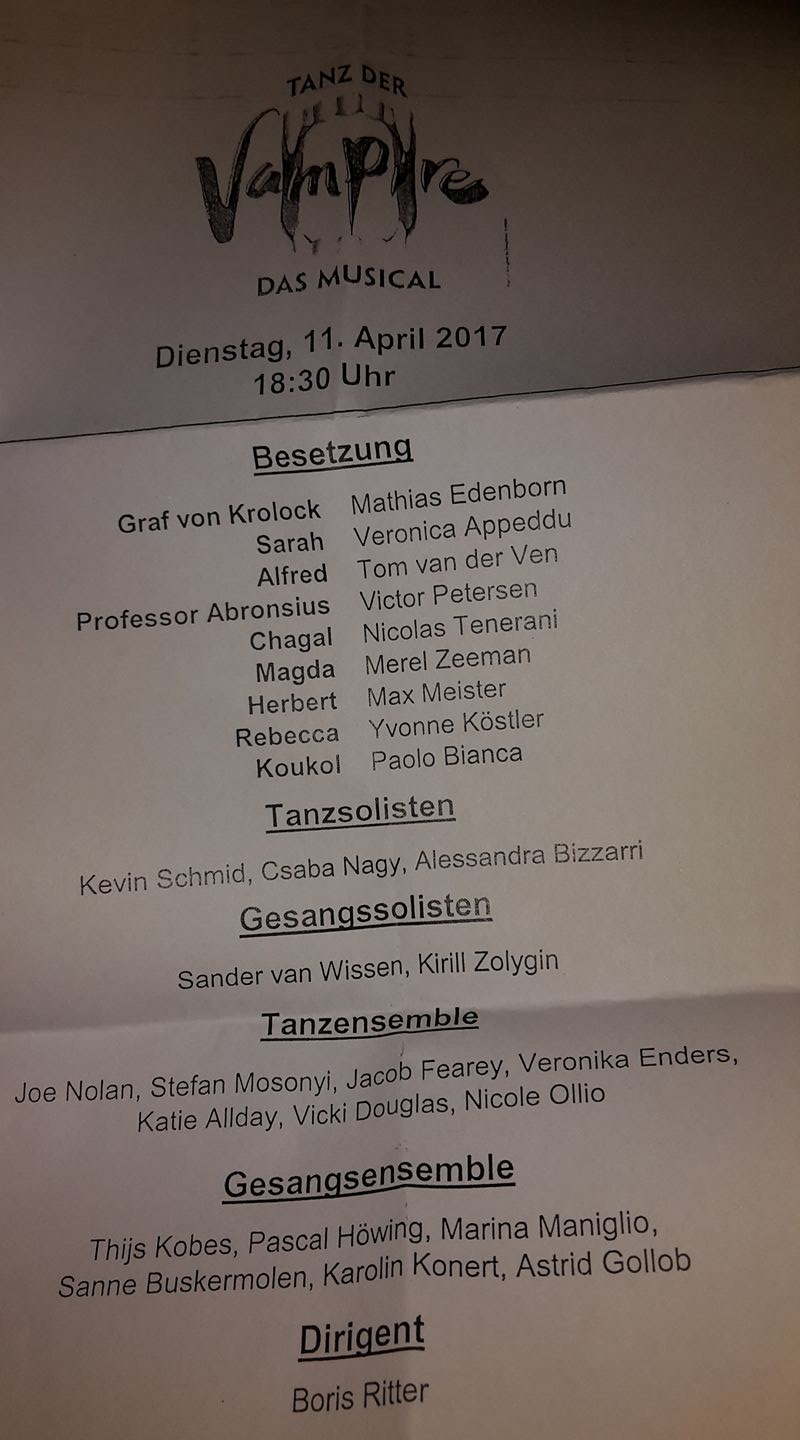 TANZ DER
Vampire
DAS MUSICAL
Dienstag, 11. April 2017
18:30 Uhr
Besetzung
Graf von Krolock Mathias Edenborn
Sarah Veronica Appeddu
Alfred Tom van der Ven
Professor Abronsius Victor Petersen
Chagal Nicolas Tenerani
Magda Merel Zeeman
Herbert Max Meister
Rebecca Yvonne Köstler
Koukol Paolo Bianca
Tanzsolisten
Kevin Schmid, Csaba Nagy, Alessandra Bizzarri
Gesangssolisten
Sander van Wissen, Kirill Zolygin
Tanzensemble
Joe Nolan, Stefan Mosonyi, Jacob Fearey, Veronika Enders,
Katie Allday, Vicki Douglas, Nicole Ollio
Gesangsensemble
Thijs Kobes, Pascal Höwing, Marina Maniglio,
Sanne Buskermolen, Karolin Konert, Astrid Gollob
Dirigent
Boris Ritter